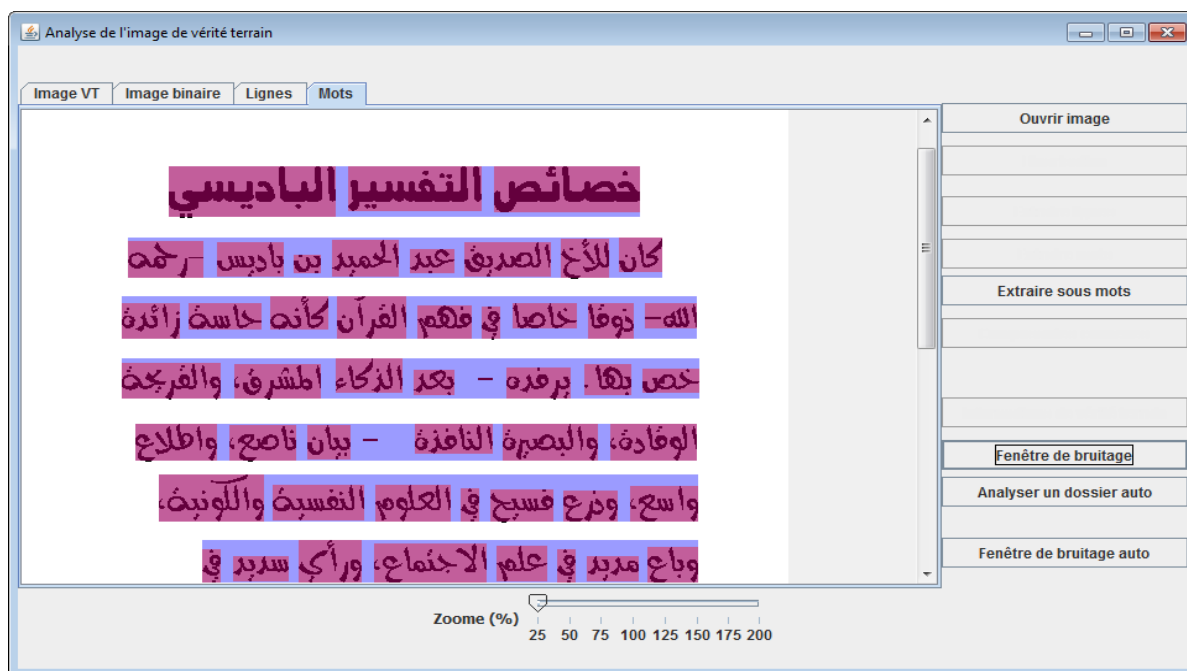 Analyse de l'image de vérité terrain
Image VT
Image binaire
Lignes
Mots
خصائص التفسير الباديسي
كان للأخ الصديق عبد الحميد بن باديس -رحمه
الله- ذوقا خاصا في فهم القرآن كأنه حاسة زائدة
خص بها. يرفده - بعد الذكاء المشرق، والقريحة
الوقادة، والبصيرة النافذة - بيان ناصع، واطلاع
واسع، وذرع فسيح في العلوم النفسية والكونية،
وباع مديد في علم الاجتماع، ورأي سديد في
Ouvrir image
Extraire sous mots
Fenêtre de bruitage
Analyser un dossier auto
Fenêtre de bruitage auto
Zoome (%)
25 50 75 100 125 150 175 200